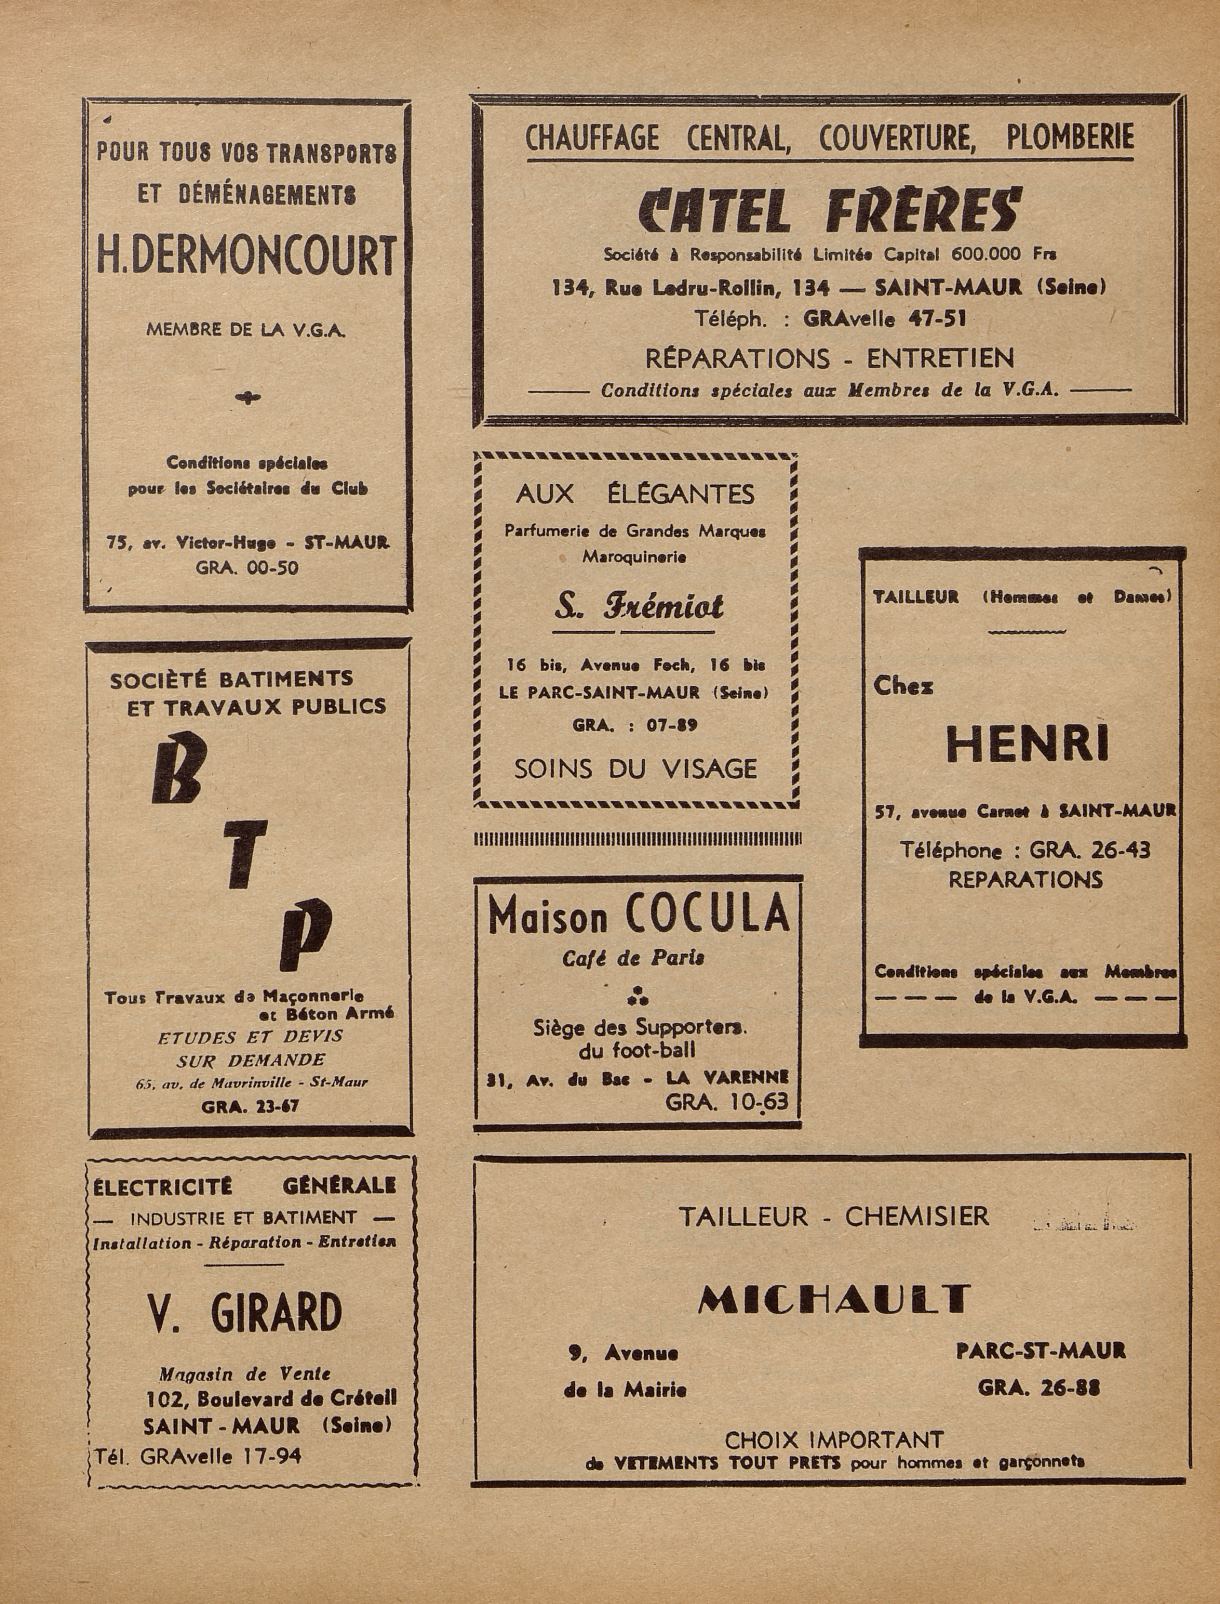 POUR TOUS VOS TRANSPORTS
ET DÉMÉNAGEMENTS
H.DERMONCOURT
MEMBRE DE LA V.G.A.
Conditions spéciales
pour les Sociétaires du Club
75, av. Victor-Hugo - ST-MAUR
GRA. 00-50
CHAUFFAGE CENTRAL, COUVERTURE, PLOMBERIE
CATEL FRÈRES
Société à Responsabilité Limitée Capital 600.000 Frs
134, Rue Ledru-Rollin, 134 — SAINT-MAUR (Seine)
Téléph. : GRAvelle 47-51
RÉPARATIONS - ENTRETIEN
Conditions spéciales aux Membres de la V.G.A.
AUX ÉLÉGANTES
Parfumerie de Grandes Marques
Maroquinerie
S. Frémiot
16 bis, Avenue Foch, 16 bis
LE PARC-SAINT-MAUR (Seine)
GRA. : 07-89
SOINS DU VISAGE
TAILLEUR (Hommes et Dames)
Chez
HENRI
57, avenue Carnot à SAINT-MAUR
Téléphone : GRA. 26-43
REPARATIONS
Conditions spéciales aux Membres
— — — de la V.G.A. — — —
SOCIÈTÉ BATIMENTS
ET TRAVAUX PUBLICS
B
T
P
Tous Travaux de Maçonnerie
et Béton Armé
ETUDES ET DEVIS
SUR DEMANDE
65, av. de Mavrinville - St-Maur
GRA. 23-67
Maison COCULA
Café de Paris
Siège des Supporters.
du foot-ball
31, Av. du Bac - LA VARENNE
GRA. 10-63
ÉLECTRICITÉ GÉNÉRALE
— INDUSTRIE ET BATIMENT —
Installation - Réparation - Entretien
V. GIRARD
Magasin de Vente
102, Boulevard de Créteil
SAINT - MAUR (Seine)
Tél. GRAvelle 17-94
TAILLEUR - CHEMISIER
MICHAULT
9, Avenue
de la Mairie
PARC-ST-MAUR
GRA. 26-88
CHOIX IMPORTANT
de VETEMENTS TOUT PRETS pour hommes et garçonnets